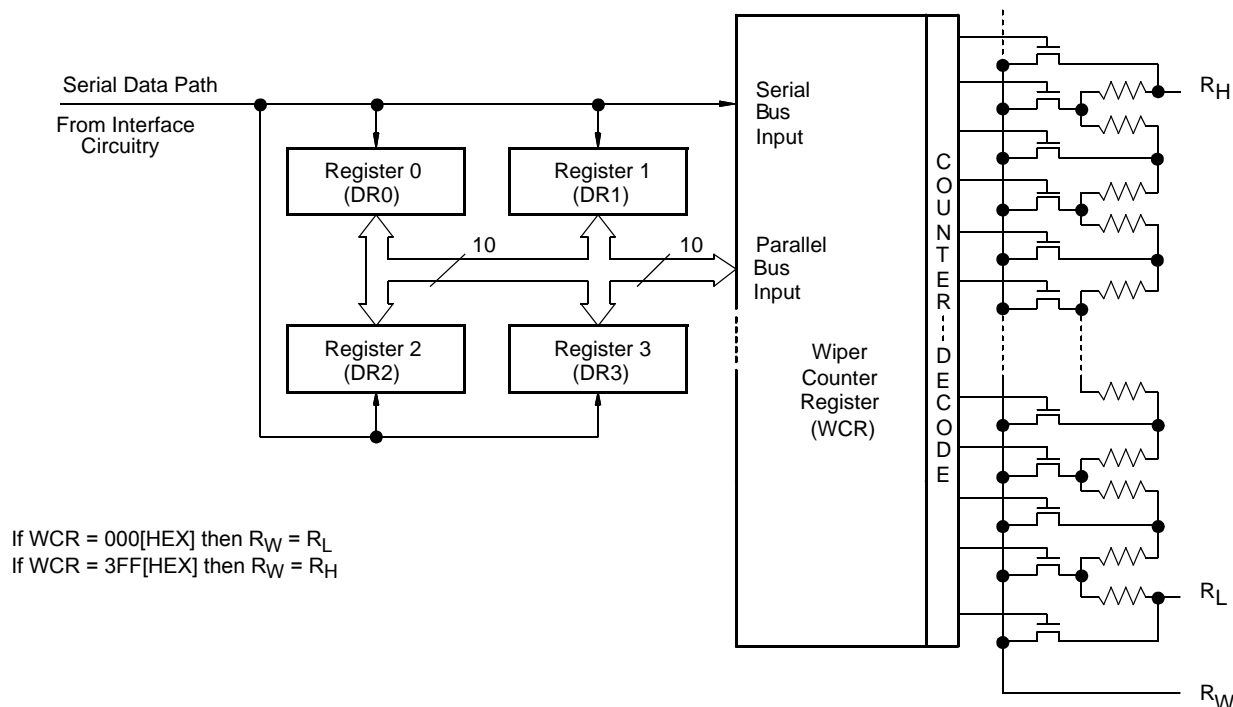 Serial Data Path
From Interface
Circuitry
Register 0
(DR0)
Register 1
(DR1)
10
10
Register 2
(DR2)
Register 3
(DR3)
Serial
Bus
Input
Parallel
Bus
Input
Wiper
Counter
Register
(WCR)
COUNTER
DECODE
RH
RL
RW
If WCR = 000[HEX] then RW = RL
If WCR = 3FF[HEX] then RW = RH